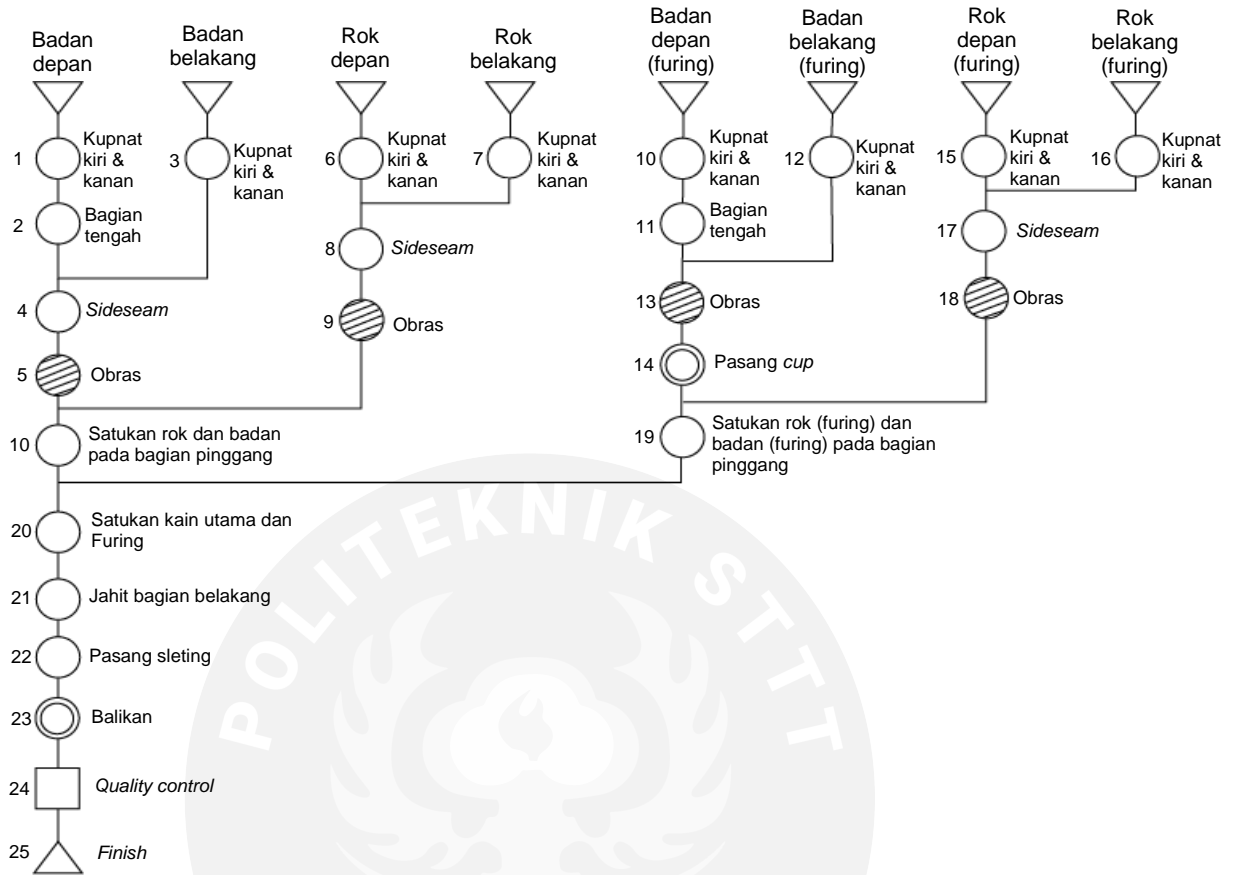 Badan
depan
Badan
belakang
Rok
depan
Rok
belakang
Badan
depan
(furing)
Badan
belakang
(furing)
Rok
depan
(furing)
Rok
belakang
(furing)
1
Kupnat
kiri &
kanan
3
Kupnat
kiri &
kanan
6
Kupnat
kiri &
kanan
7
Kupnat
kiri &
kanan
10
Kupnat
kiri &
kanan
12
Kupnat
kiri &
kanan
15
Kupnat
kiri &
kanan
16
Kupnat
kiri &
kanan
2
Bagian
tengah
8
Sideseam
11
Bagian
tengah
17
Sideseam
4
Sideseam
9
Obras
13
Obras
18
Obras
5
Obras
14
Pasang cup
10
Satukan rok dan badan
pada bagian pinggang
19
Satukan rok (furing) dan
badan (furing) pada bagian
pinggang
20
Satukan kain utama dan
Furing
21
Jahit bagian belakang
22
Pasang sleting
23
Balikan
24
Quality control
25
Finish
POLITEKNIK STTT